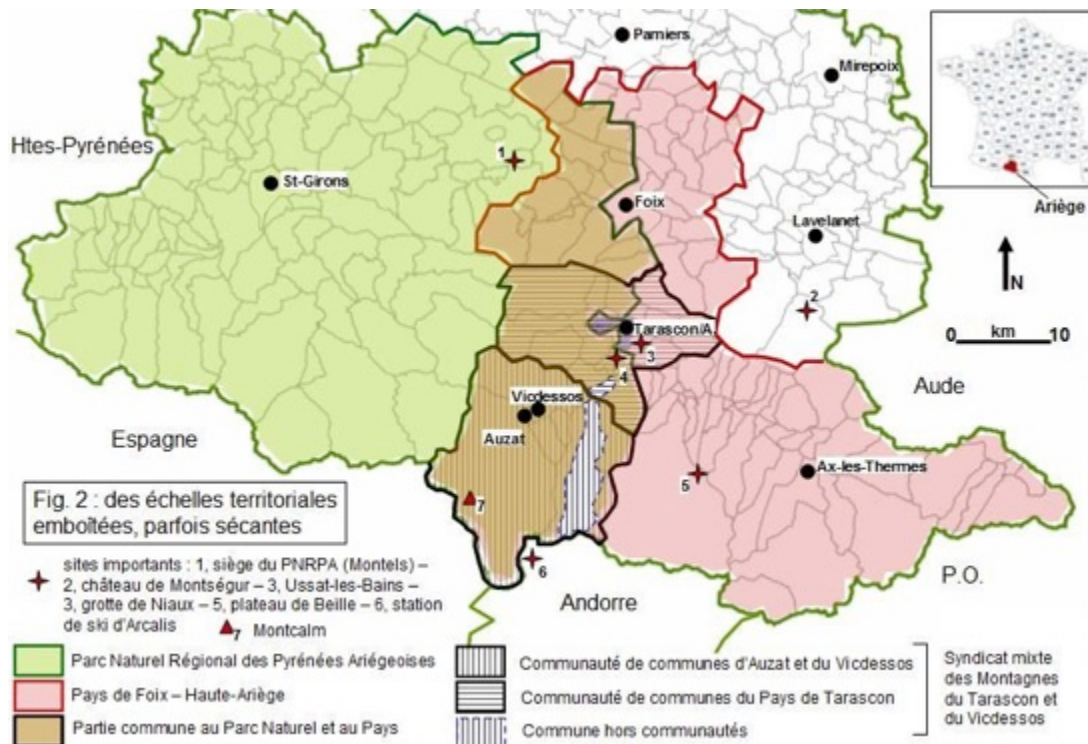 Pamiers
Mirepoix
Htes-Pyrénées
1
St-Girons
Foix
Lavelanet
Ariège
N
2
0 km 10
Tarascon/A.
3
4
Aude
Vicdessos
Auzat
Espagne
5
Ax-les-Thermes
7
6
Andorre
P.O.
Fig. 2 : des échelles territoriales
emboîtées, parfois sécantes
sites importants : 1, siège du PNRPA (Montels) –
2, château de Montségur – 3, Ussat-les-Bains –
3, grotte de Niaux – 5, plateau de Beille – 6, station
de ski d'Arcalis
7 Montcalm
Parc Naturel Régional des Pyrénées Ariégeoises
Pays de Foix – Haute-Ariège
Partie commune au Parc Naturel et au Pays
Communauté de communes d'Auzat et du Vicdessos
Communauté de communes du Pays de Tarascon
Commune hors communautés
Syndicat mixte
des Montagnes
du Tarascon et
du Vicdessos